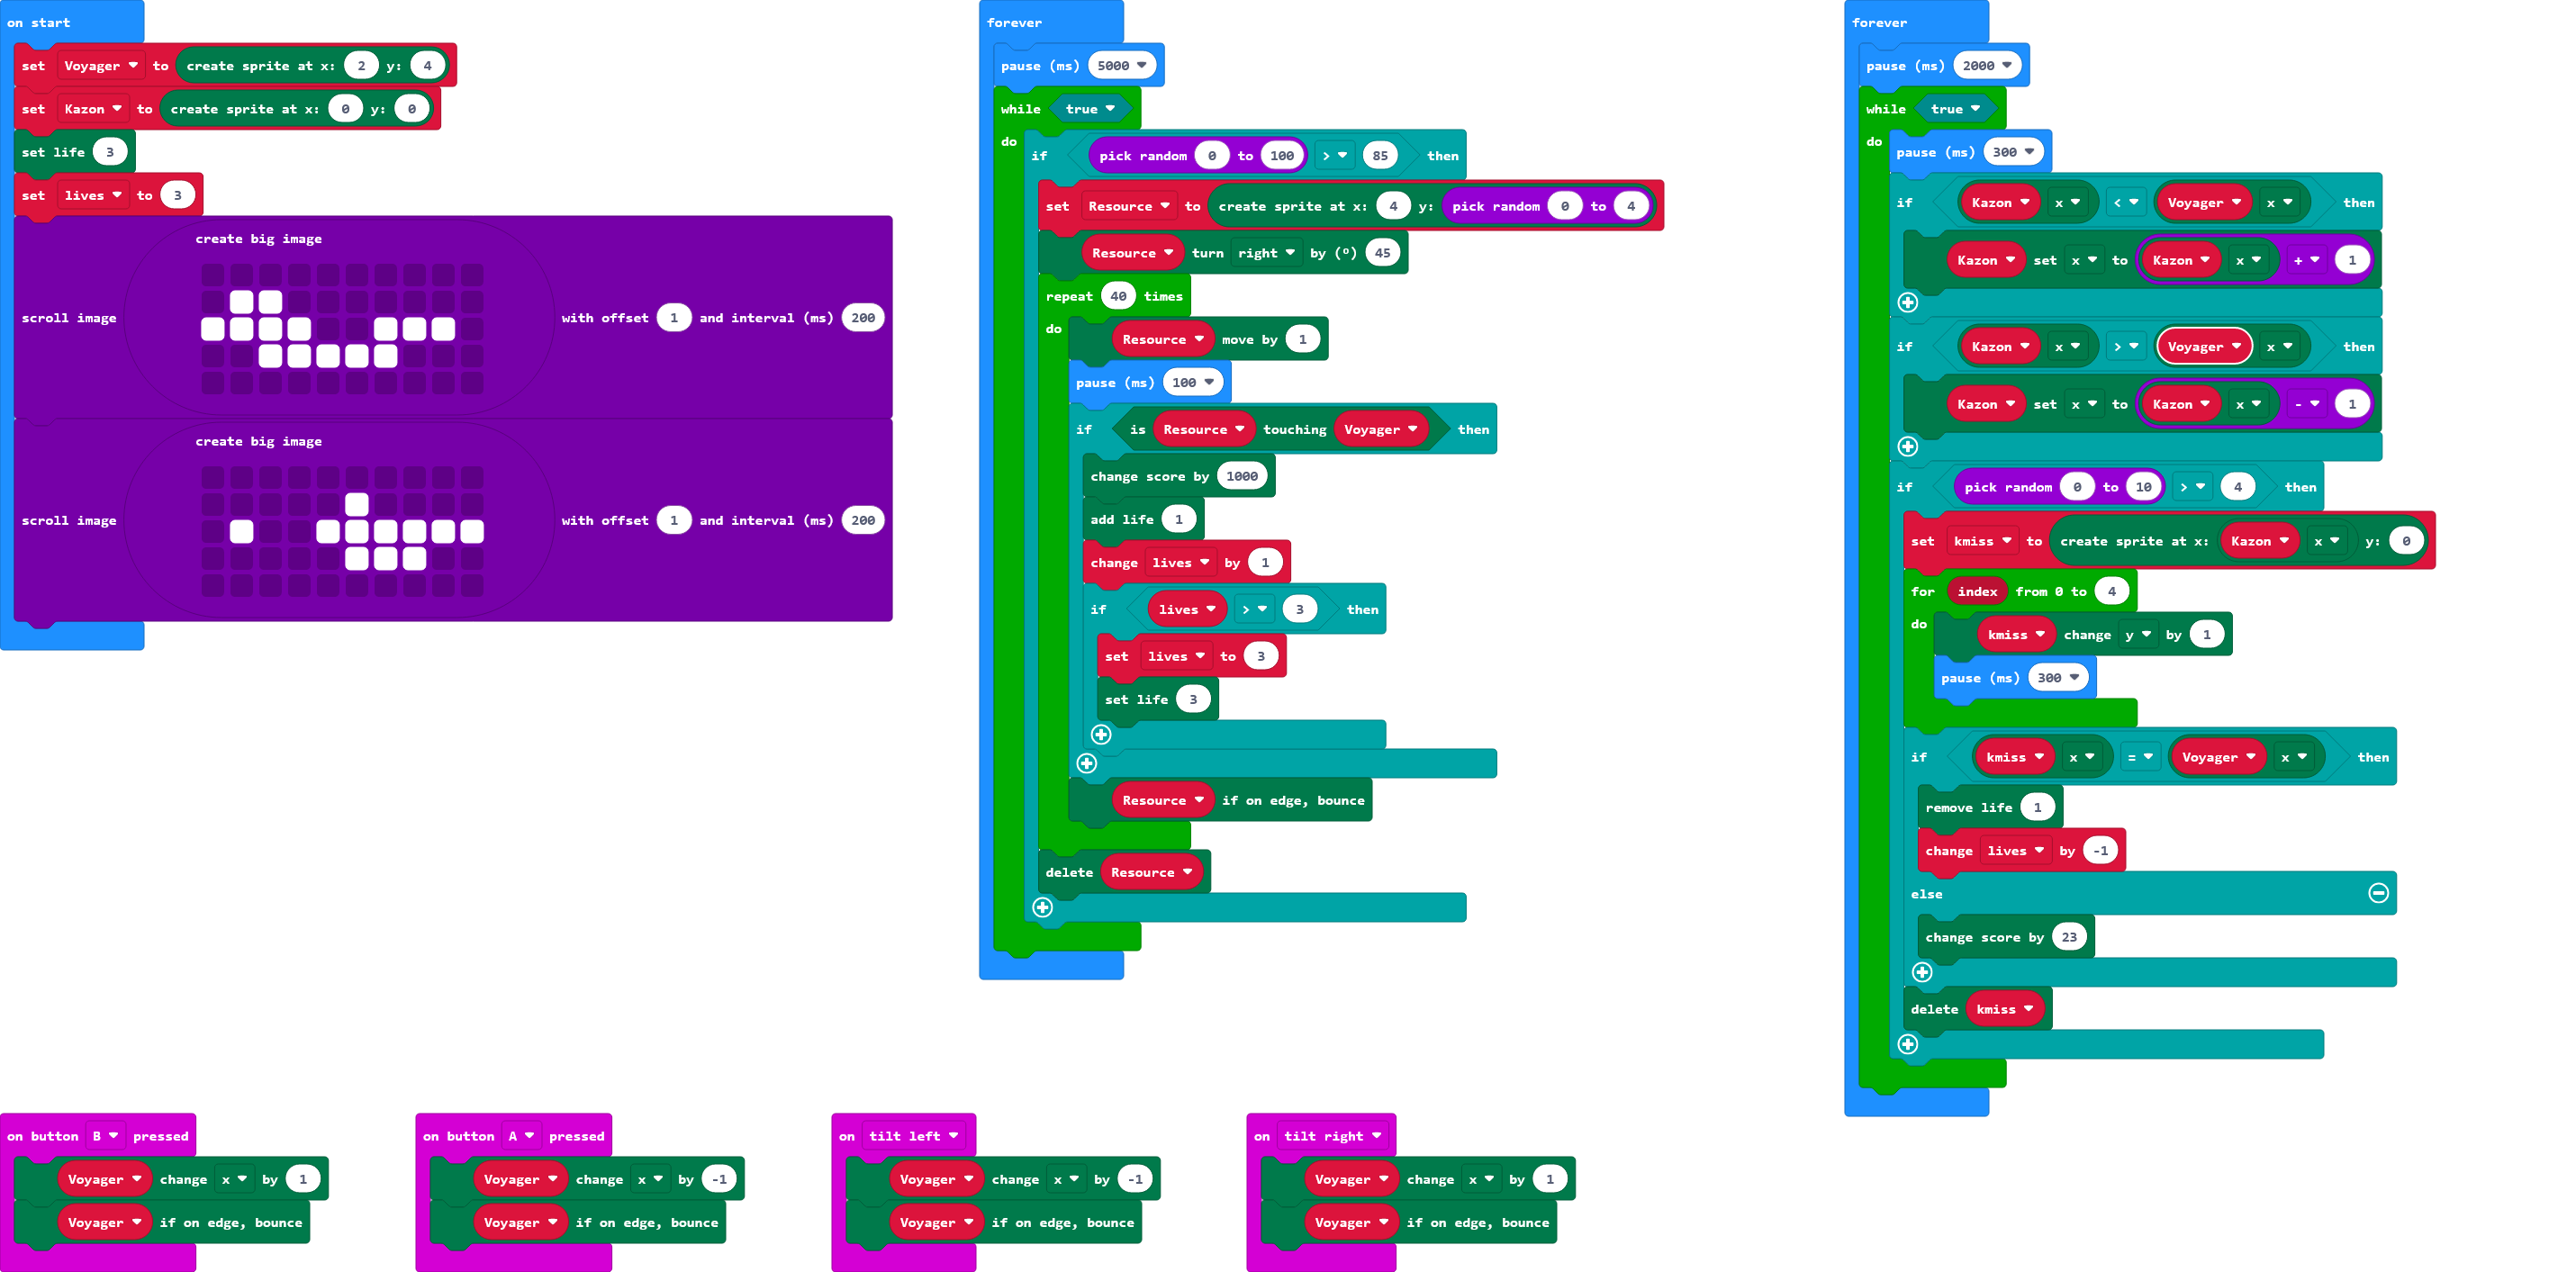 on start
set Voyager to create sprite at x: 2 y: 4
set Kazon to create sprite at x: 0 y: 0
set life 3
set lives to 3
create big image
scroll image with offset 1 and interval (ms) 200
create big image
scroll image with offset 1 and interval (ms) 200
forever
pause (ms) 5000
while true
do
if pick random 0 to 100 > 85 then
set Resource to create sprite at x: 4 y: pick random 0 to 4
Resource turn right by (º) 45
repeat 40 times
do
Resource move by 1
pause (ms) 100
if is Resource touching Voyager then
change score by 1000
add life 1
change lives by 1
if lives > 3 then
set lives to 3
set life 3
Resource if on edge, bounce
delete Resource
forever
pause (ms) 2000
while true
do
pause (ms) 300
if Kazon x < Voyager x then
Kazon set x to Kazon x + 1
if Kazon x > Voyager x then
Kazon set x to Kazon x - 1
if pick random 0 to 10 > 4 then
set kmiss to create sprite at x: Kazon x y: 0
for index from 0 to 4
do
kmiss change y by 1
pause (ms) 300
if kmiss x = Voyager x then
remove life 1
change lives by -1
else
change score by 23
delete kmiss
on button B pressed
Voyager change x by 1
Voyager if on edge, bounce
on button A pressed
Voyager change x by -1
Voyager if on edge, bounce
on tilt left
Voyager change x by -1
Voyager if on edge, bounce
on tilt right
Voyager change x by 1
Voyager if on edge, bounce